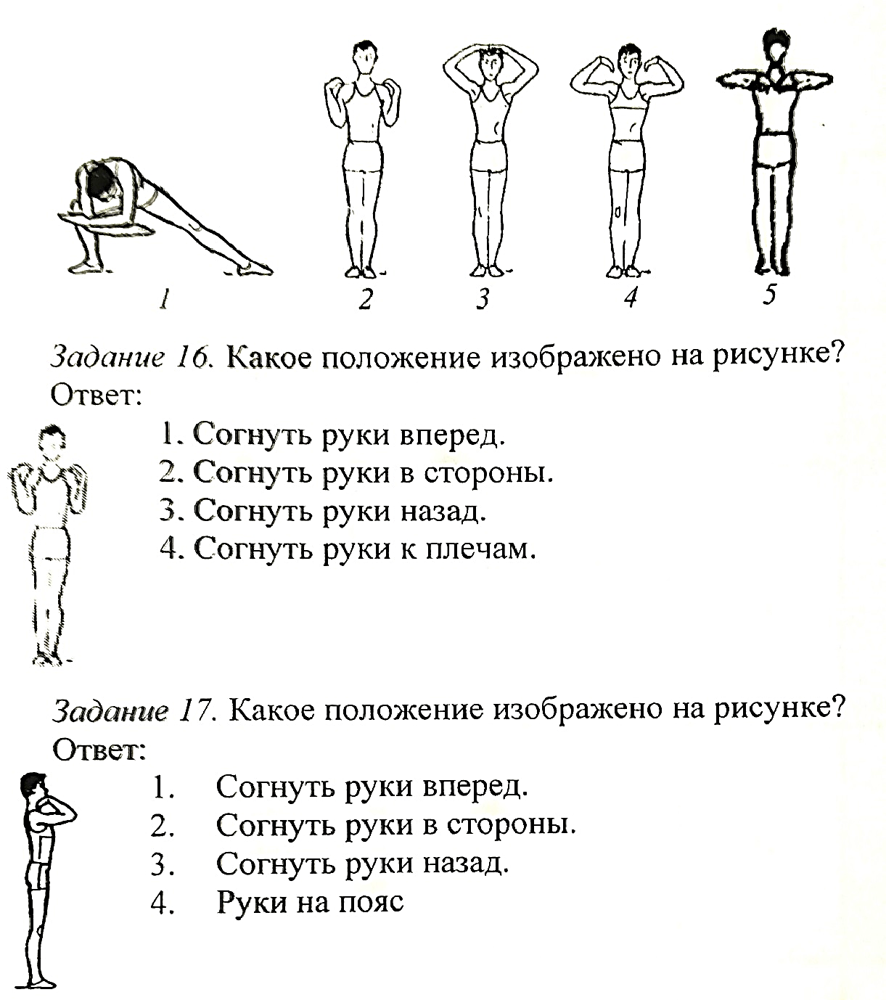 1 2 3 4 5
Задание 16. Какое положение изображено на рисунке?
Ответ:
1. Согнуть руки вперед.
2. Согнуть руки в стороны.
3. Согнуть руки назад.
4. Согнуть руки к плечам.
Задание 17. Какое положение изображено на рисунке?
Ответ:
1. Согнуть руки вперед.
2. Согнуть руки в стороны.
3. Согнуть руки назад.
4. Руки на пояс